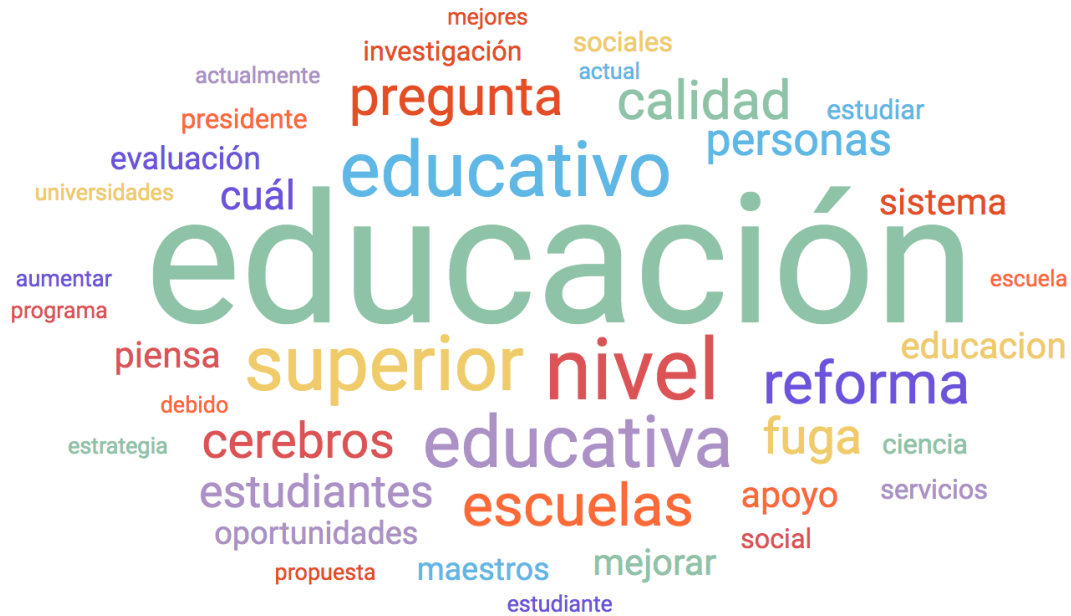 mejores
investigación
sociales
actualmente
actual
pregunta
calidad
estudiar
presidente
personas
evaluación
educativo
universidades
cuál
sistema
educación
aumentar
escuela
programa
piensa
superior
nivel
educacion
reforma
debido
cerebros
educativa
fuga
ciencia
estrategia
estudiantes
escuelas
apoyo
servicios
oportunidades
social
propuesta
maestros
mejorar
estudiante